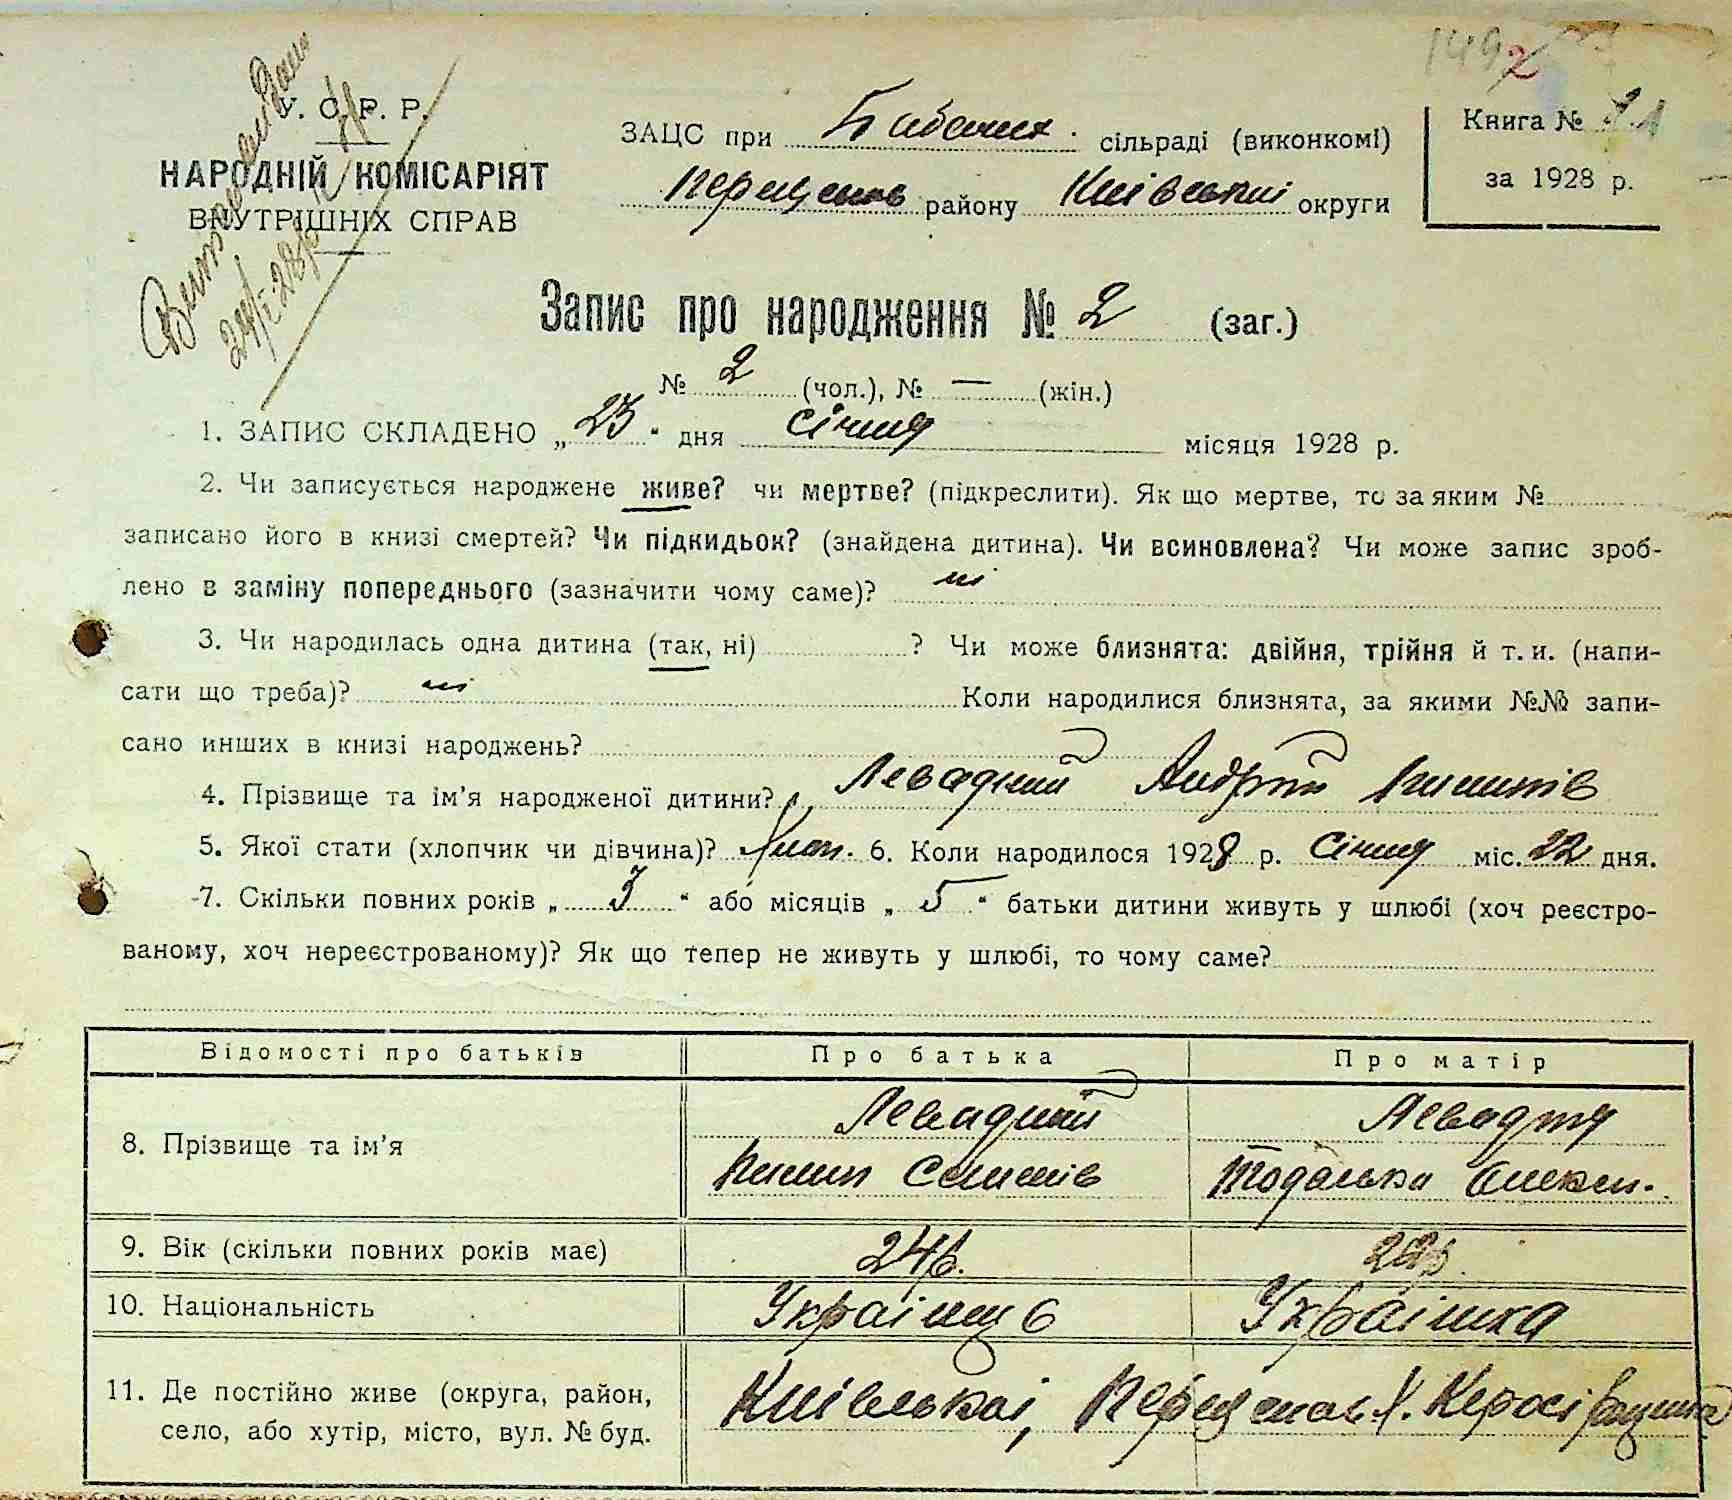 149
У. С. Р. Р.
НАРОДНІЙ КОМІСАРІЯТ
ВНУТРІШНІХ СПРАВ
ЗАЦС при сільраді (виконкомі)
району Київської округи
Книга №
за 1928 р.
Запис про народження № 2 (заг.)
№ 2 (чол.), № — (жін.)
1. ЗАПИС СКЛАДЕНО „ 23 “ дня січня місяця 1928 р.
2. Чи записується народжене живе? чи мертве? (підкреслити). Як що мертве, то за яким №
записано його в книзі смертей? Чи підкидьок? (знайдена дитина). Чи всиновлена? Чи може запис зроб-
лено в заміну попереднього (зазначити чому саме)? ні
3. Чи народилась одна дитина (так, ні) ? Чи може близнята: двійня, трійня й т. и. (напи-
сати що треба)? ні Коли народилися близнята, за якими №№ запи-
сано инших в книзі народжень?
4. Прізвище та ім’я народженої дитини? Левадний Андрій Пилипів
5. Якої стати (хлопчик чи дівчина)? Хлоп. 6. Коли народилося 1928 р. січня міс. 22 дня.
7. Скільки повних років „ 3 “ або місяців „ 5 “ батьки дитини живуть у шлюбі (хоч реєстро-
ваному, хоч нереєстрованому)? Як що тепер не живуть у шлюбі, то чому саме?
Відомості про батьків Про батька Про матір
8. Прізвище та ім’я Левадний Левадна
Пилип Тодоська Олекси.
9. Вік (скільки повних років має) 24 р.
10. Національність Українець Українка
11. Де постійно живе (округа, район,
село, або хутір, місто, вул. № буд.
Київської,